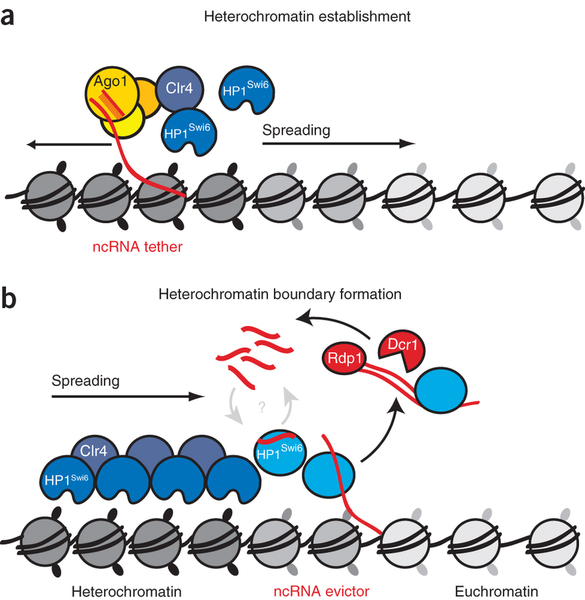 a
Heterochromatin establishment
Ago1
Clr4
HP1Swi6
HP1Swi6
Spreading
ncRNA tether
b
Heterochromatin boundary formation
Dcr1
Rdp1
Spreading
?
Clr4
HP1Swi6
HP1Swi6
Heterochromatin
ncRNA evictor
Euchromatin